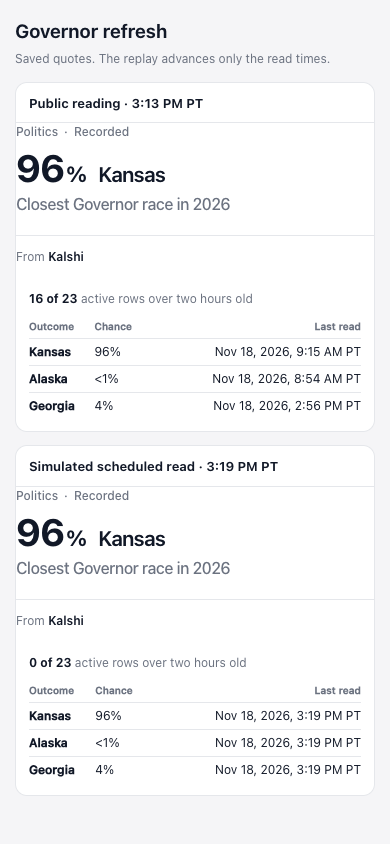 Governor refresh
Saved quotes. The replay advances only the read times.
Public reading · 3:13 PM PT
Politics · Recorded
96% Kansas
Closest Governor race in 2026
From Kalshi
16 of 23 active rows over two hours old
Outcome Chance Last read
Kansas 96% Nov 18, 2026, 9:15 AM PT
Alaska <1% Nov 18, 2026, 8:54 AM PT
Georgia 4% Nov 18, 2026, 2:56 PM PT
Simulated scheduled read · 3:19 PM PT
Politics · Recorded
96% Kansas
Closest Governor race in 2026
From Kalshi
0 of 23 active rows over two hours old
Outcome Chance Last read
Kansas 96% Nov 18, 2026, 3:19 PM PT
Alaska <1% Nov 18, 2026, 3:19 PM PT
Georgia 4% Nov 18, 2026, 3:19 PM PT